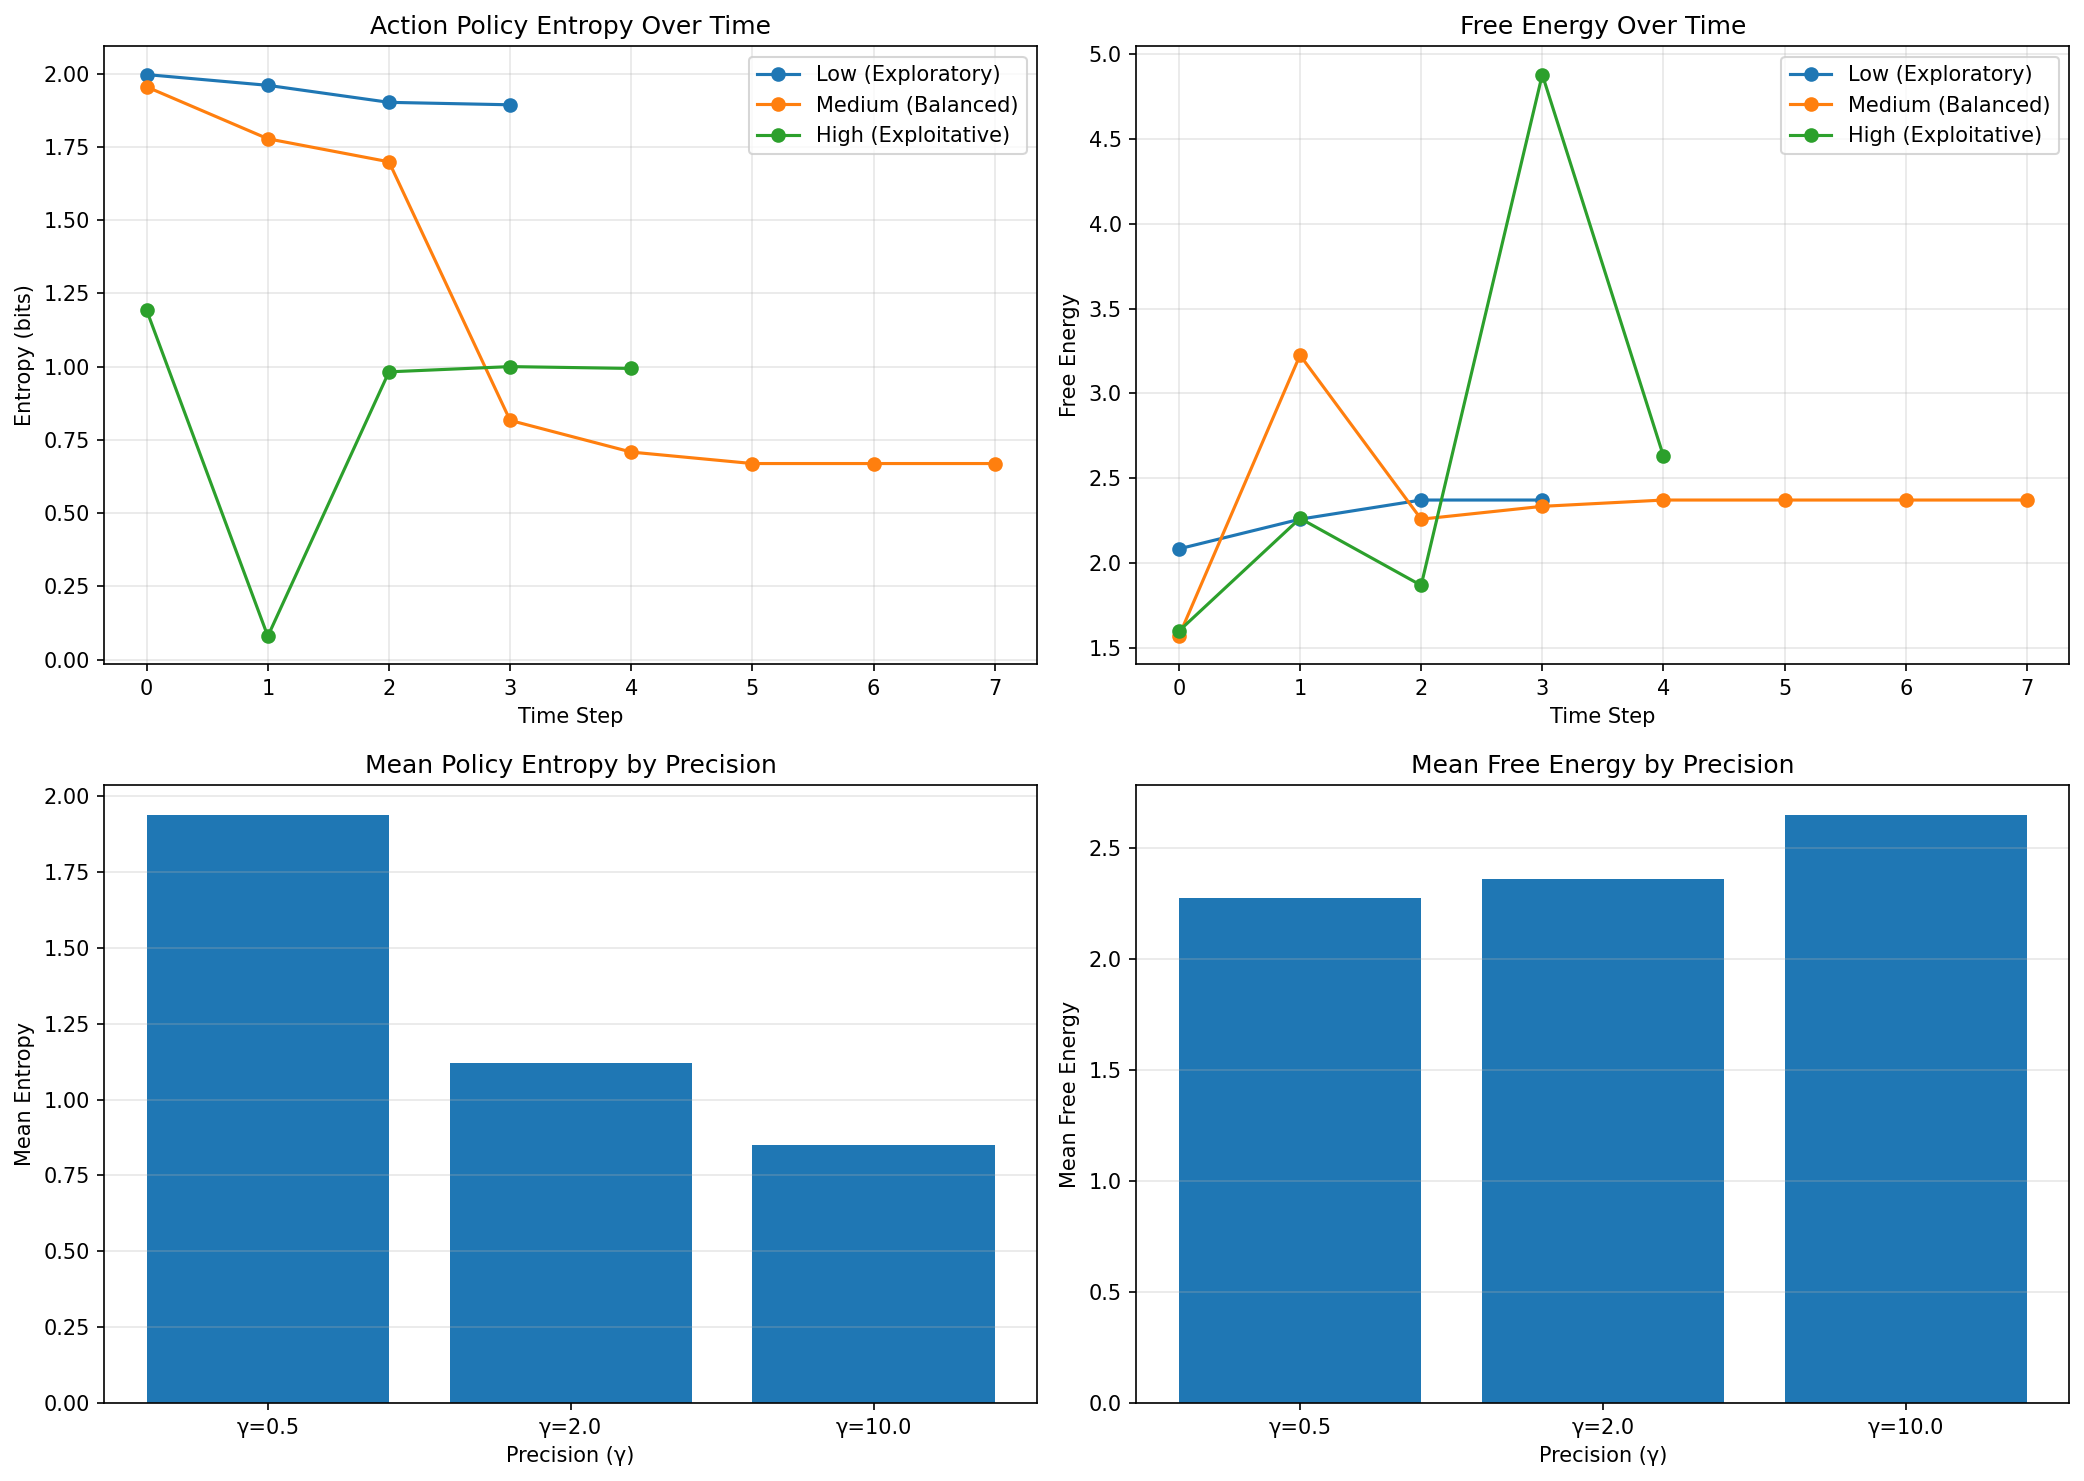 Action Policy Entropy Over Time
Entropy (bits)
2.00
1.75
1.50
1.25
1.00
0.75
0.50
0.25
0.00
Low (Exploratory)
Medium (Balanced)
High (Exploitative)
0 1 2 3 4 5 6 7
Time Step
Free Energy Over Time
Free Energy
5.0
4.5
4.0
3.5
3.0
2.5
2.0
1.5
Low (Exploratory)
Medium (Balanced)
High (Exploitative)
0 1 2 3 4 5 6 7
Time Step
Mean Policy Entropy by Precision
Mean Entropy
2.00
1.75
1.50
1.25
1.00
0.75
0.50
0.25
0.00
γ=0.5 γ=2.0 γ=10.0
Precision (γ)
Mean Free Energy by Precision
Mean Free Energy
2.5
2.0
1.5
1.0
0.5
0.0
γ=0.5 γ=2.0 γ=10.0
Precision (γ)